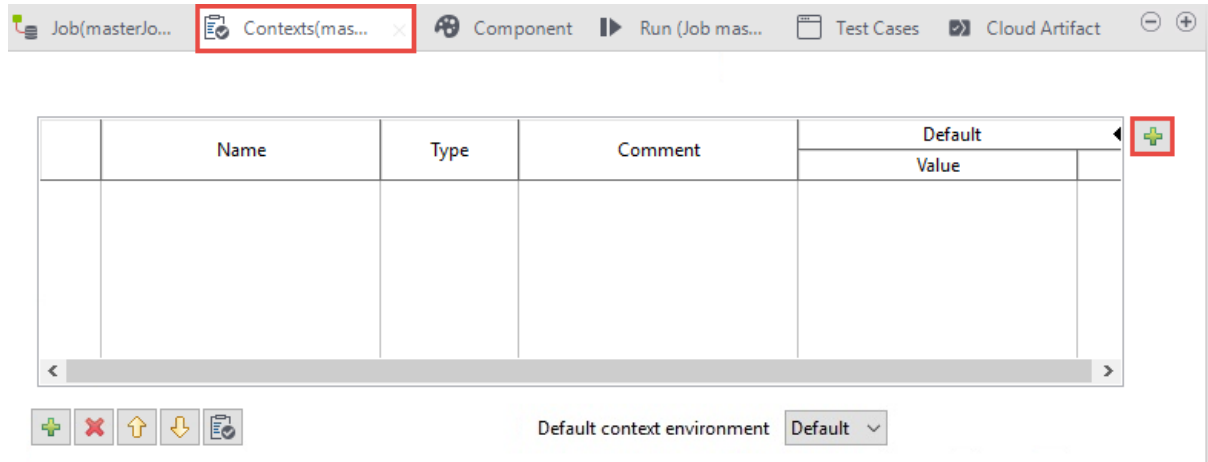 Job(masterJo... Contexts(mas... Component Run (Job mas... Test Cases Cloud Artifact
Name Type Comment Default
Value
Default context environment Default